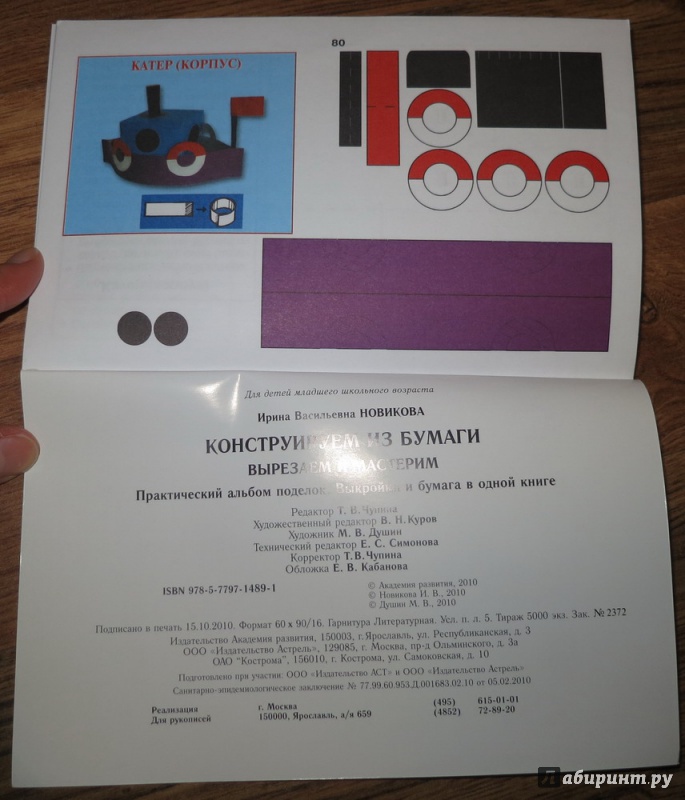 80
КАТЕР (КОРПУС)
Для детей младшего школьного возраста
Ирина Васильевна НОВИКОВА
КОНСТРУИРУЕМ ИЗ БУМАГИ
ВЫРЕЗАЕМ И МАСТЕРИМ
Практический альбом поделок. Выкройки и бумага в одной книге
Редактор Т. В. Чупина
Художественный редактор В. Н. Куров
Художник М. В. Душин
Технический редактор Е. С. Симонова
Корректор Т. В. Чупина
Обложка Е. В. Кабанова
ISBN 978-5-7797-1489-1
© Академия развития, 2010
© Новикова И. В., 2010
© Душин М. В., 2010
Подписано в печать 15.10.2010. Формат 60 х 90/16. Гарнитура Литературная. Усл. п. л. 5. Тираж 5000 экз. Зак. № 2372
Издательство Академия развития, 150003, г. Ярославль, ул. Республиканская, д. 3
ООО «Издательство Астрель», 129085, г. Москва, пр-д Ольминского, д. 3а
ОАО "Кострома", 156010, г. Кострома, ул. Самоковская, д. 10
Подготовлено при участии: ООО «Издательство АСТ» и ООО «Издательство Астрель»
Санитарно-эпидемиологическое заключение № 77.99.60.953.Д.001683.02.10 от 05.02.2010
Реализация г. Москва (495) 615-01-01
Для рукописей 150000, Ярославль, а/я 659 (4852) 72-89-20
Лабиринт.ру